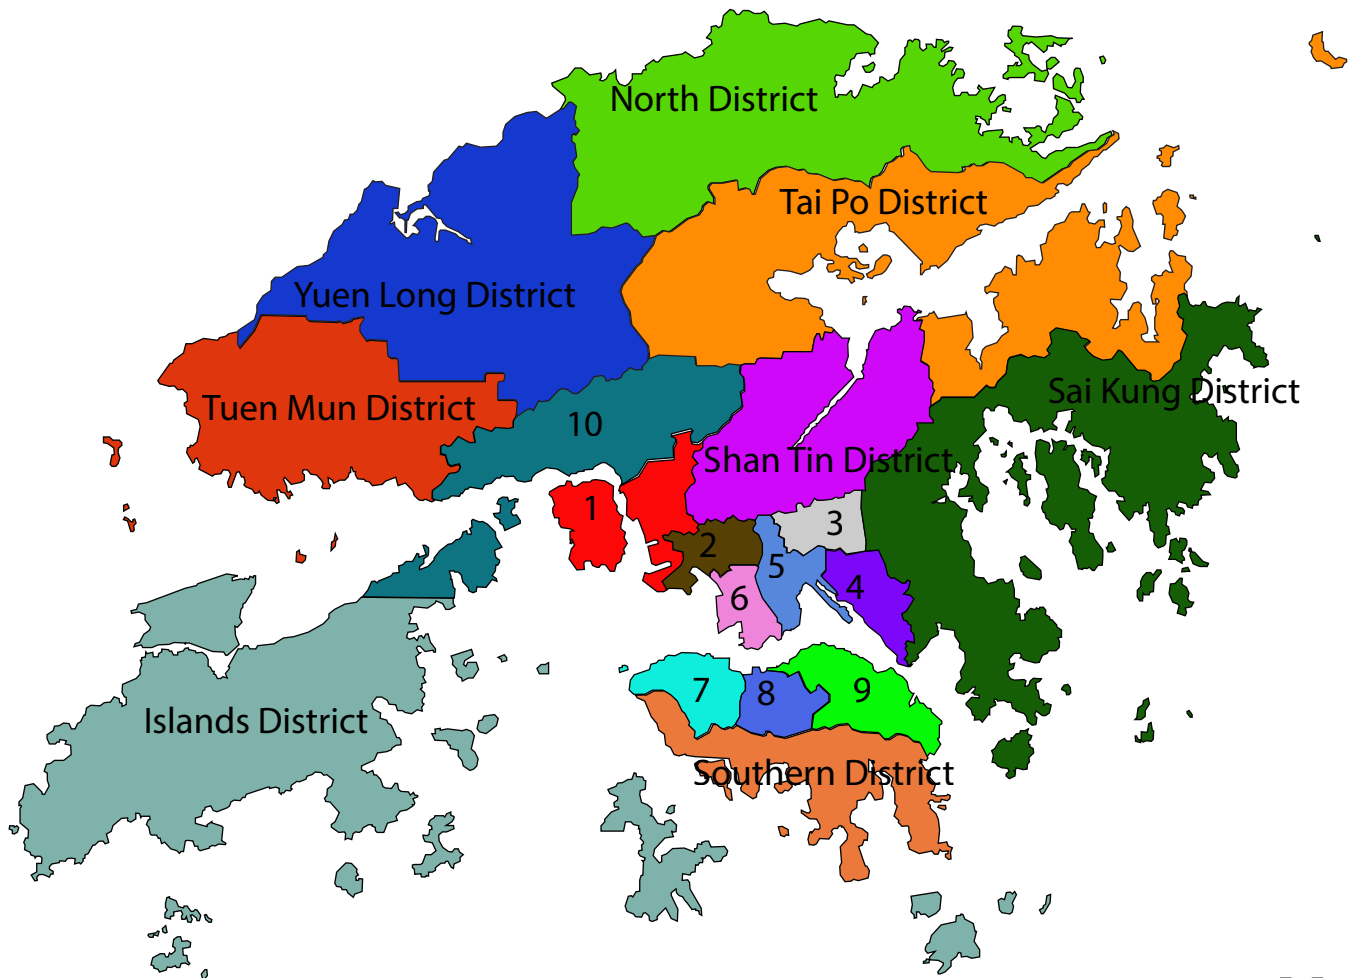 North District
Tai Po District
Yuen Long District
Sai Kung District
Tuen Mun District
10
Shan Tin District
1
3
2
5
4
6
7
8
9
Islands District
Southern District